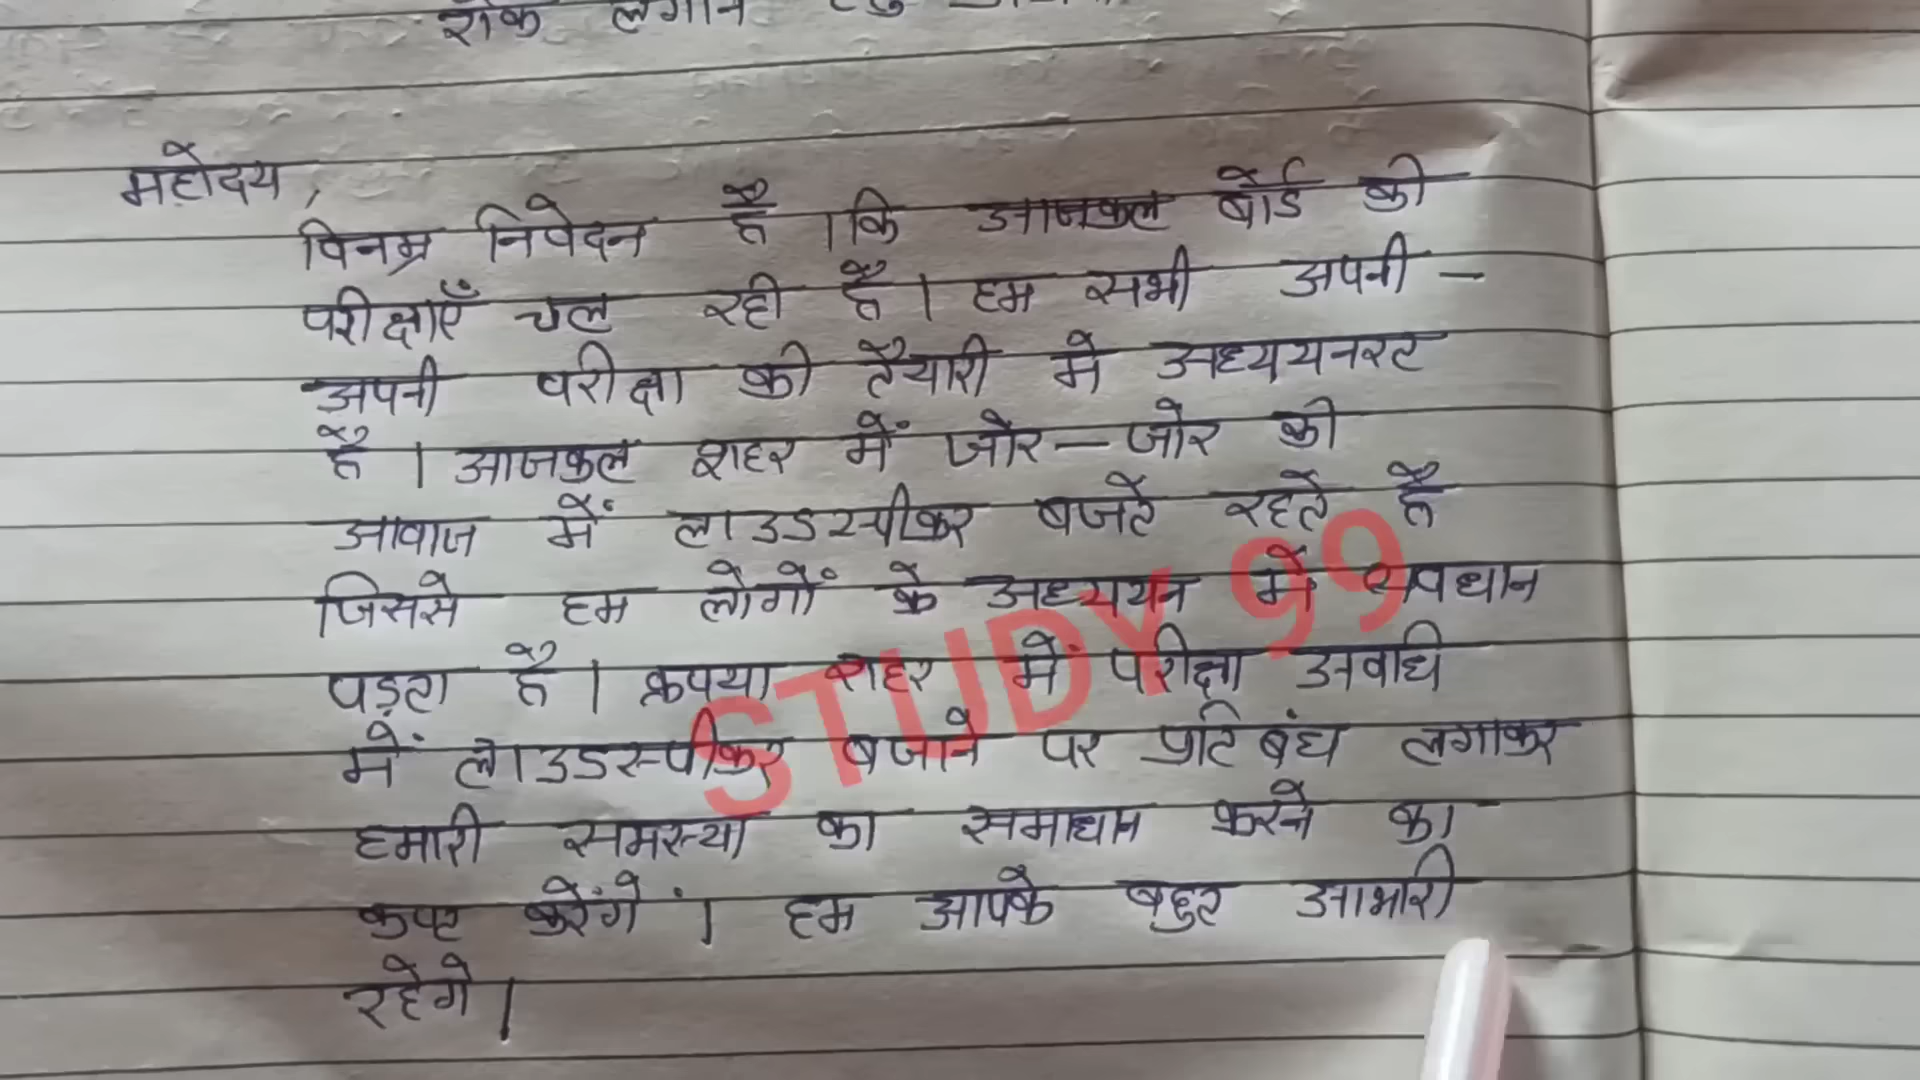 रोक लगाने हेतु
महोदय,
विनम्र निवेदन है । कि आजकल बोर्ड की
परीक्षाएँ चल रही है । हम सभी अपनी –
अपनी परीक्षा की तैयारी मे अध्ययनरत
है । आजकल शहर में जोर – जोर की
आवाज में लाउडस्पीकर बजते रहते है
जिससे हम लोगों के अध्ययन में व्यवधान
पड़ता है । कृपया शहर में परीक्षा अवधि
में लाउडस्पीकर बजाने पर प्रतिबंध लगाकर
हमारी समस्या का समाधान करने का
कष्ट करेंगे । हम आपके बहुत आभारी
रहेगे ।
STUDY 99